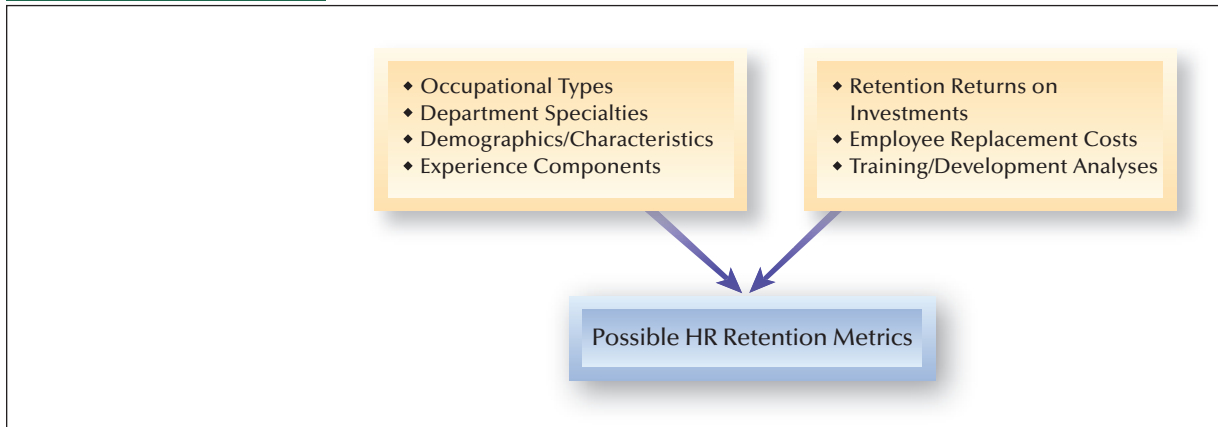 ◆ Occupational Types
◆ Department Specialties
◆ Demographics/Characteristics
◆ Experience Components
◆ Retention Returns on
Investments
◆ Employee Replacement Costs
◆ Training/Development Analyses
Possible HR Retention Metrics